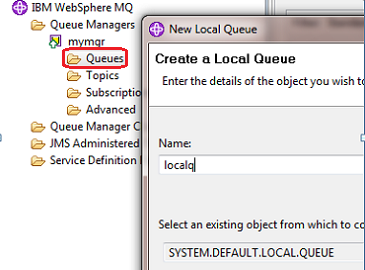 IBM WebSphere MQ
Queue Managers
mymgr
Queues
Topics
Subscriptio
Advanced
Queue Manager C
JMS Administered
Service Definition
New Local Queue
Create a Local Queue
Enter the details of the object you wish to
Name:
localq
Select an existing object from which to co
SYSTEM.DEFAULT.LOCAL.QUEUE